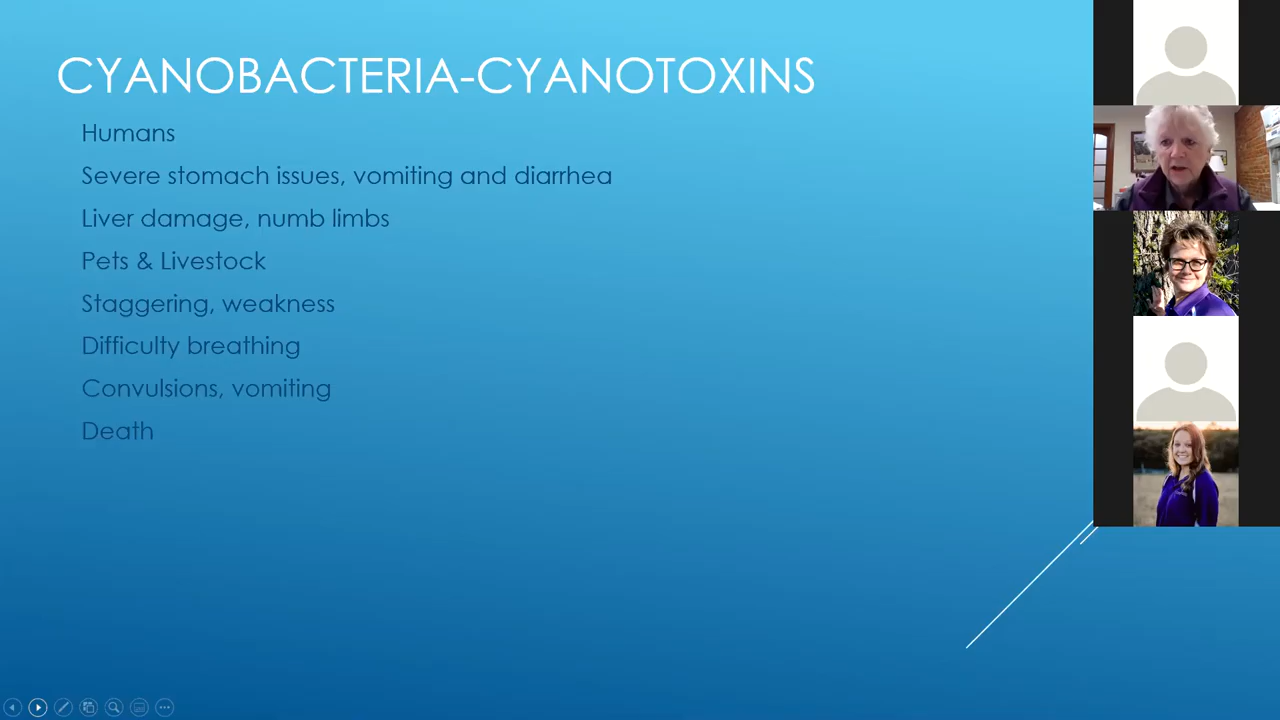 CYANOBACTERIA-CYANOTOXINS
Humans
Severe stomach issues, vomiting and diarrhea
Liver damage, numb limbs
Pets & Livestock
Staggering, weakness
Difficulty breathing
Convulsions, vomiting
Death